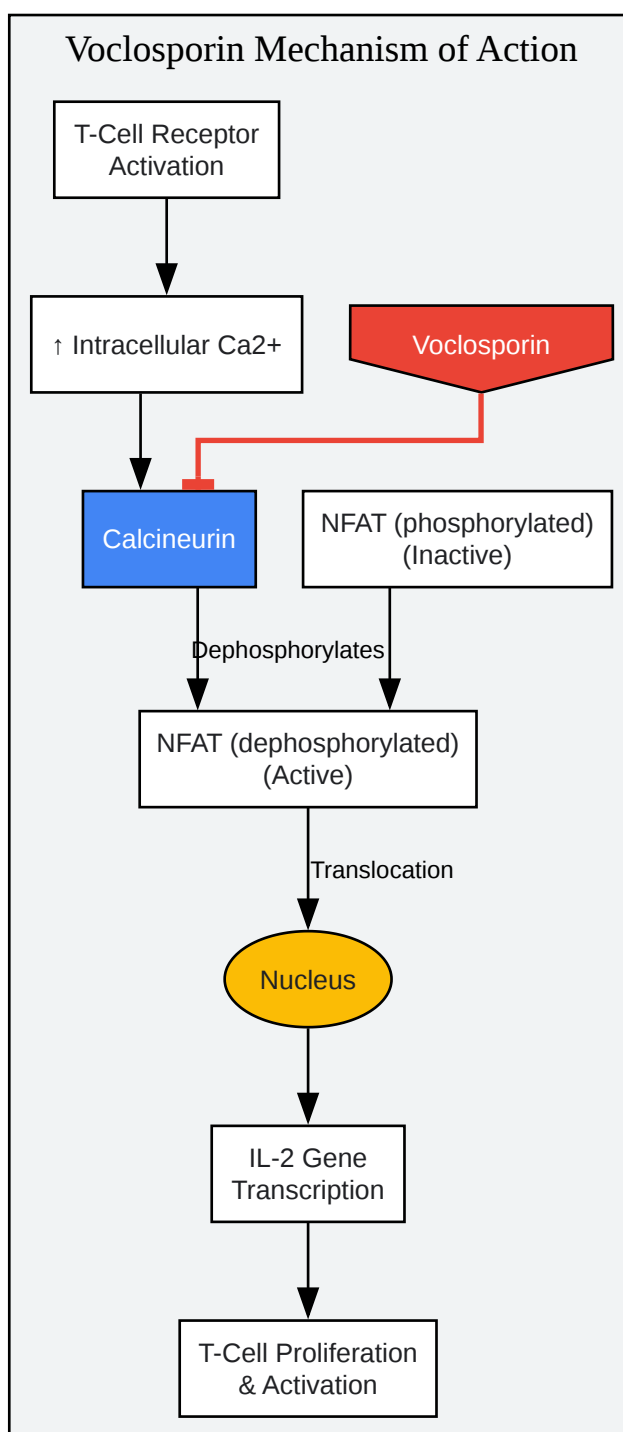 Voclosporin Mechanism of Action
T-Cell Receptor
Activation
↑ Intracellular Ca2+
Voclosporin
Calcineurin
NFAT (phosphorylated)
(Inactive)
Dephosphorylates
NFAT (dephosphorylated)
(Active)
Translocation
Nucleus
IL-2 Gene
Transcription
T-Cell Proliferation
& Activation